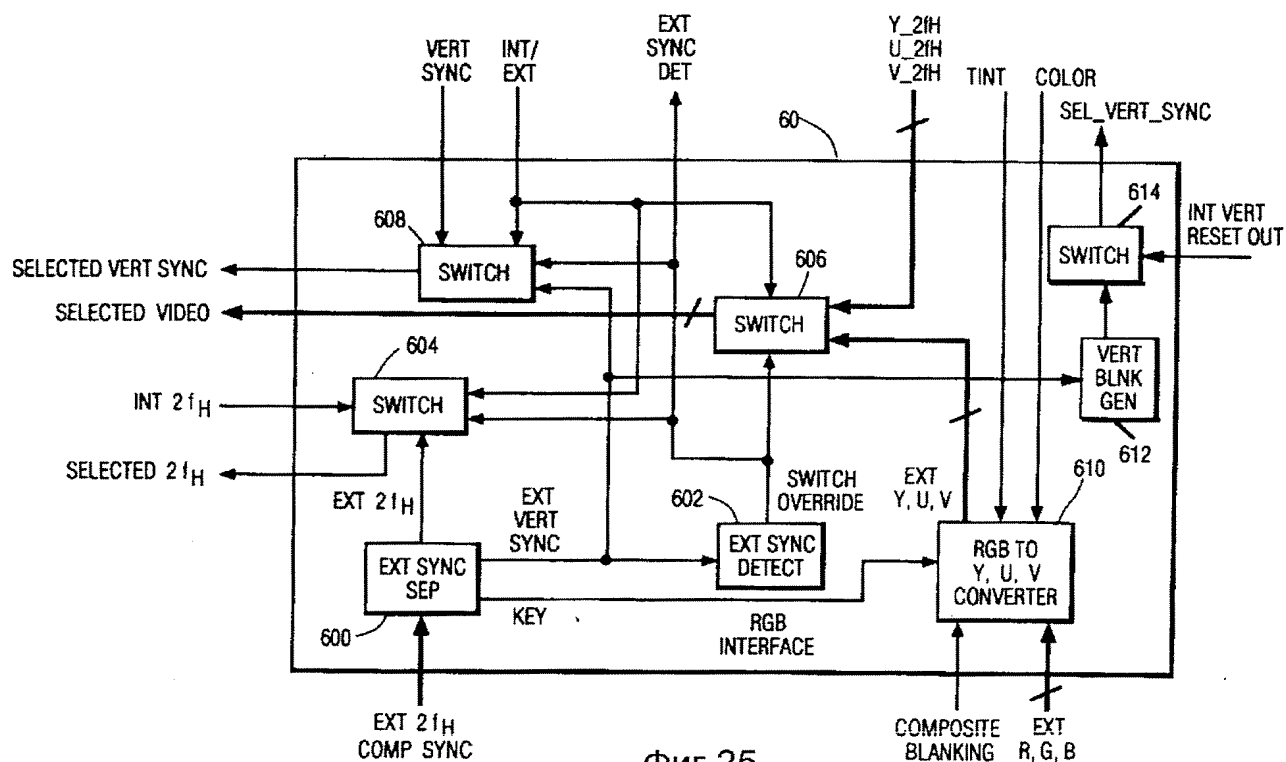 VERT
SYNC
INT/
EXT
EXT
SYNC
DET
Y_2fH
U_2fH
V_2fH
TINT
COLOR
SEL_VERT_SYNC
60
608
SWITCH
SELECTED VERT SYNC
606
SWITCH
SELECTED VIDEO
614
SWITCH
INT VERT
RESET OUT
604
SWITCH
INT 2fH
SELECTED 2fH
VERT
BLNK
GEN
612
EXT 2fH
EXT
VERT
SYNC
602
SWITCH
OVERRIDE
EXT
Y, U, V
610
EXT SYNC
SEP
600
EXT SYNC
DETECT
RGB TO
Y, U, V
CONVERTER
KEY
RGB
INTERFACE
EXT 2fH
COMP SYNC
COMPOSITE
BLANKING
EXT
R, G, B
Фиг.25